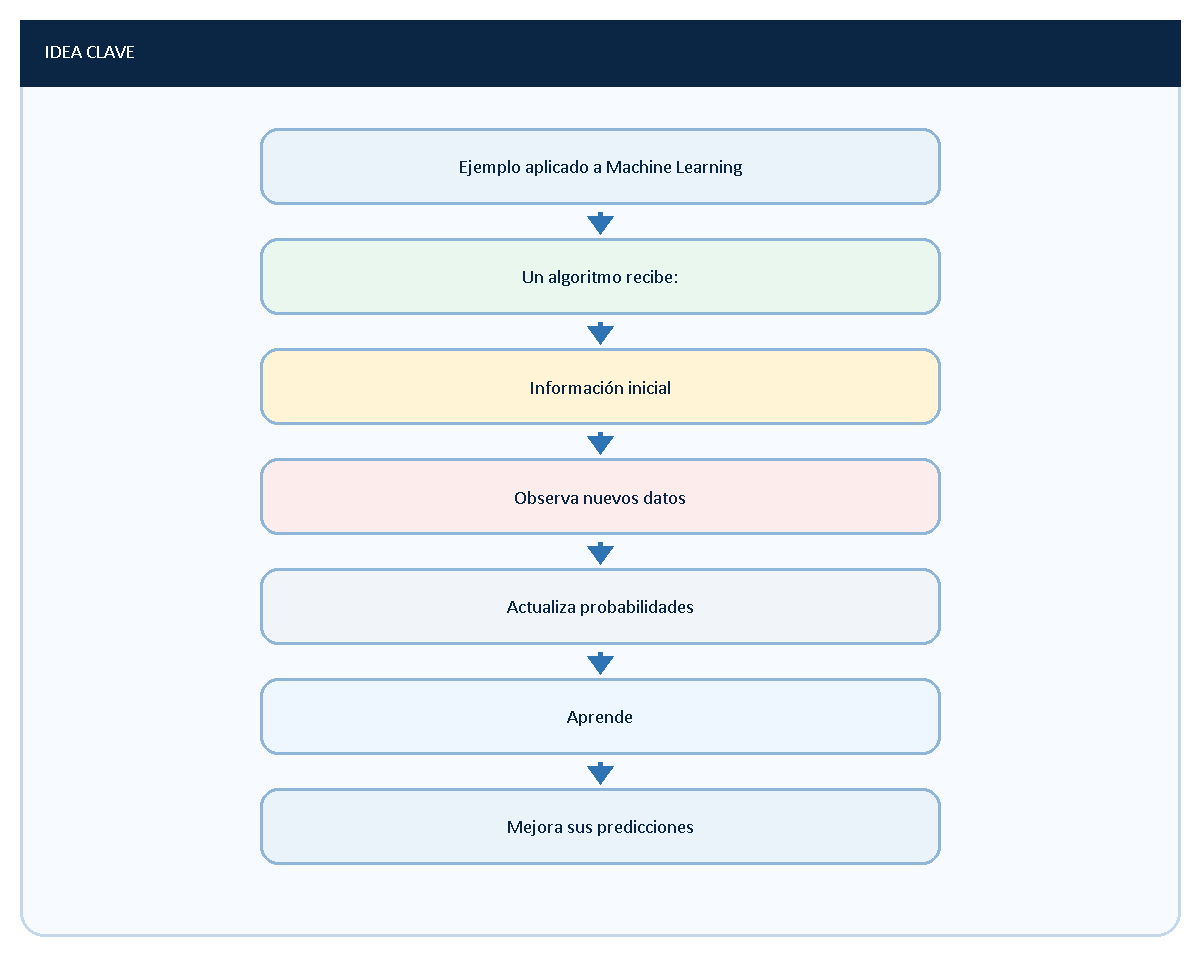 IDEA CLAVE
Ejemplo aplicado a Machine Learning
Un algoritmo recibe:
Información inicial
Observa nuevos datos
Actualiza probabilidades
Aprende
Mejora sus predicciones